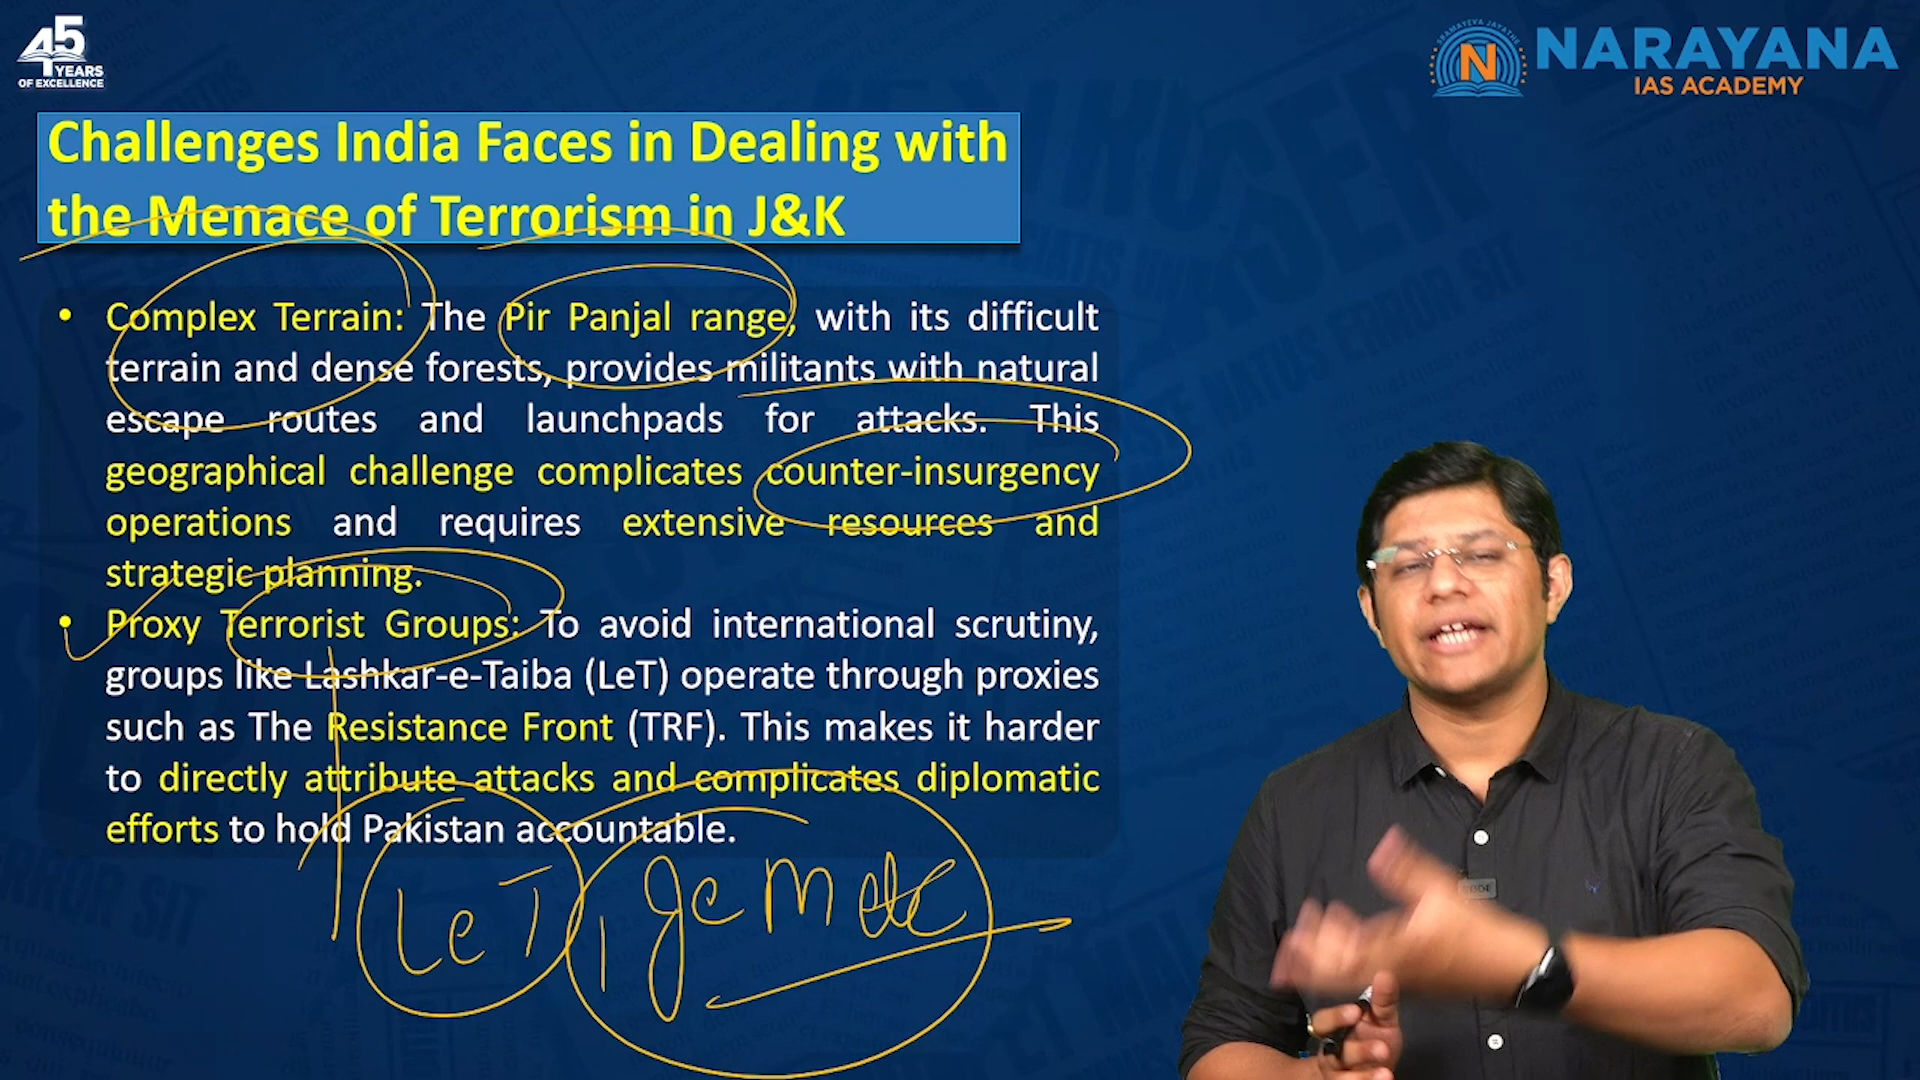 45
YEARS
OF EXCELLENCE
NARAYANA
IAS ACADEMY
Challenges India Faces in Dealing with
the Menace of Terrorism in J&K
• Complex Terrain: The Pir Panjal range, with its difficult
terrain and dense forests, provides militants with natural
escape routes and launchpads for attacks. This
geographical challenge complicates counter-insurgency
operations and requires extensive resources and
strategic planning.
• Proxy Terrorist Groups: To avoid international scrutiny,
groups like Lashkar-e-Taiba (LeT) operate through proxies
such as The Resistance Front (TRF). This makes it harder
to directly attribute attacks and complicates diplomatic
efforts to hold Pakistan accountable.
LeT, JeM etc